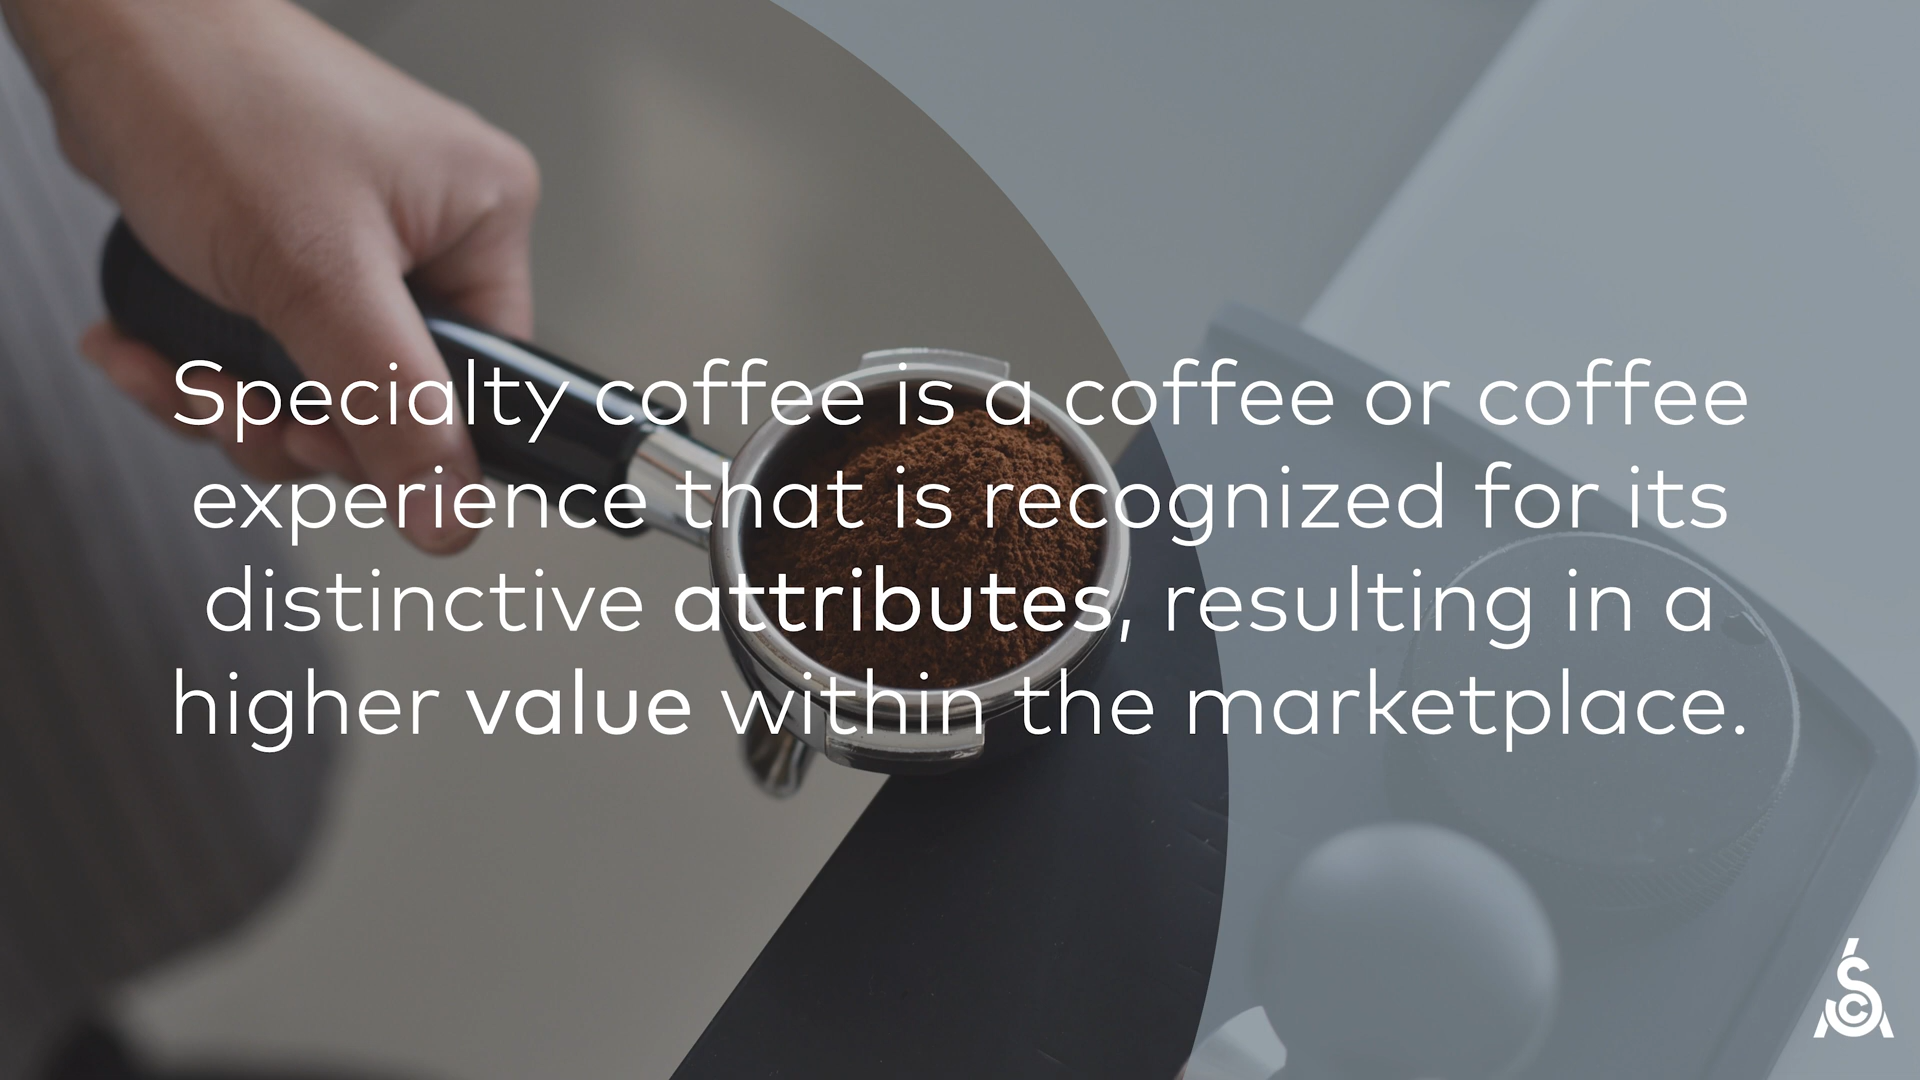 Specialty coffee is a coffee or coffee
experience that is recognized for its
distinctive attributes, resulting in a
higher value within the marketplace.
SCA